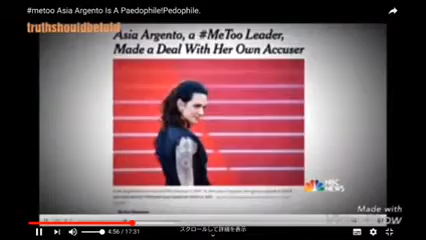 #metoo Asia Argento Is A Paedophile!Pedophile.
truthshouldbetold
Asia Argento, a #MeToo Leader,
Made a Deal With Her Own Accuser
NBC
NEWS
Made with
OW
4:56 / 17:31
スクロールして詳細を表示